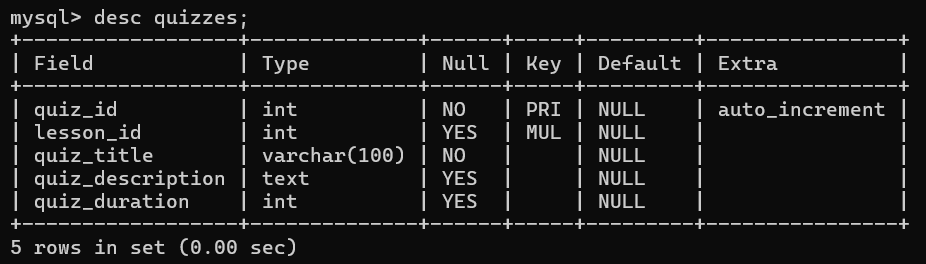 mysql> desc quizzes;
+------------------+--------------+------+-----+---------+----------------+
| Field            | Type         | Null | Key | Default | Extra          |
+------------------+--------------+------+-----+---------+----------------+
| quiz_id          | int          | NO   | PRI | NULL    | auto_increment |
| lesson_id        | int          | YES  | MUL | NULL    |                |
| quiz_title       | varchar(100) | NO   |     | NULL    |                |
| quiz_description | text         | YES  |     | NULL    |                |
| quiz_duration    | int          | YES  |     | NULL    |                |
+------------------+--------------+------+-----+---------+----------------+
5 rows in set (0.00 sec)